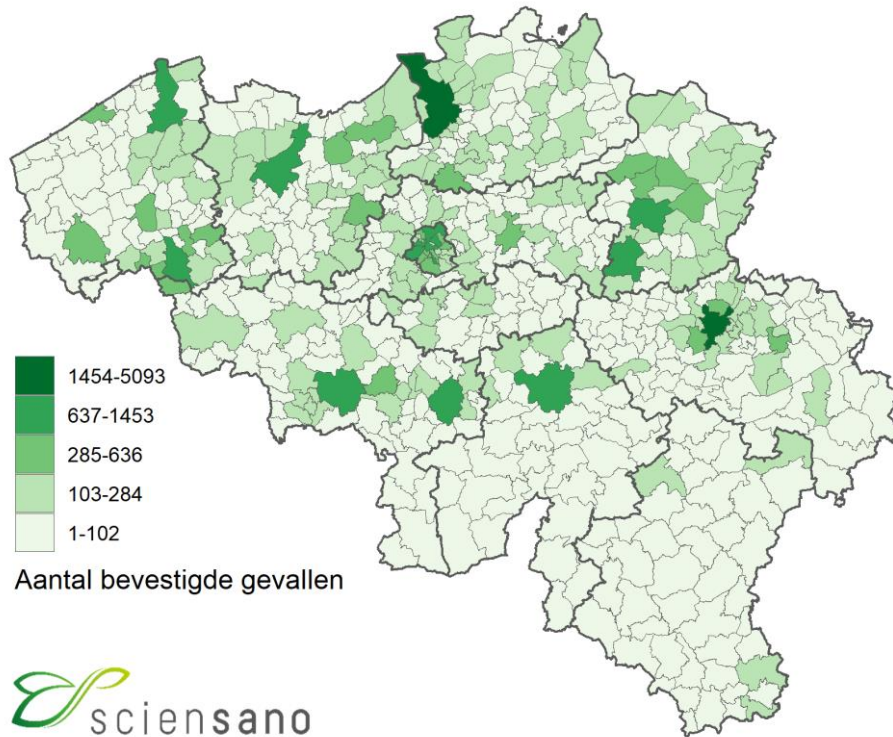 1454-5093
637-1453
285-636
103-284
1-102
Aantal bevestigde gevallen
sciensano